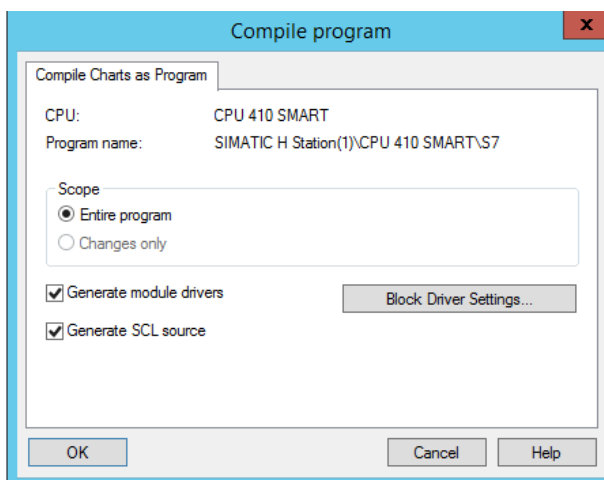 Compile program
x
Compile Charts as Program
CPU: CPU 410 SMART
Program name: SIMATIC H Station(1)\CPU 410 SMART\S7
Scope
Entire program
Changes only
Generate module drivers Block Driver Settings...
Generate SCL source
OK Cancel Help